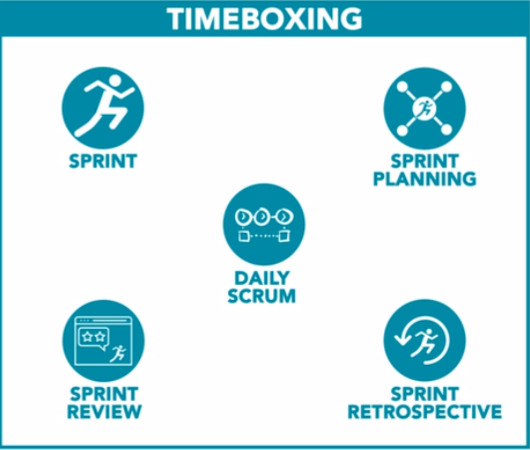 TIMEBOXING
SPRINT
SPRINT
PLANNING
DAILY
SCRUM
SPRINT
REVIEW
SPRINT
RETROSPECTIVE